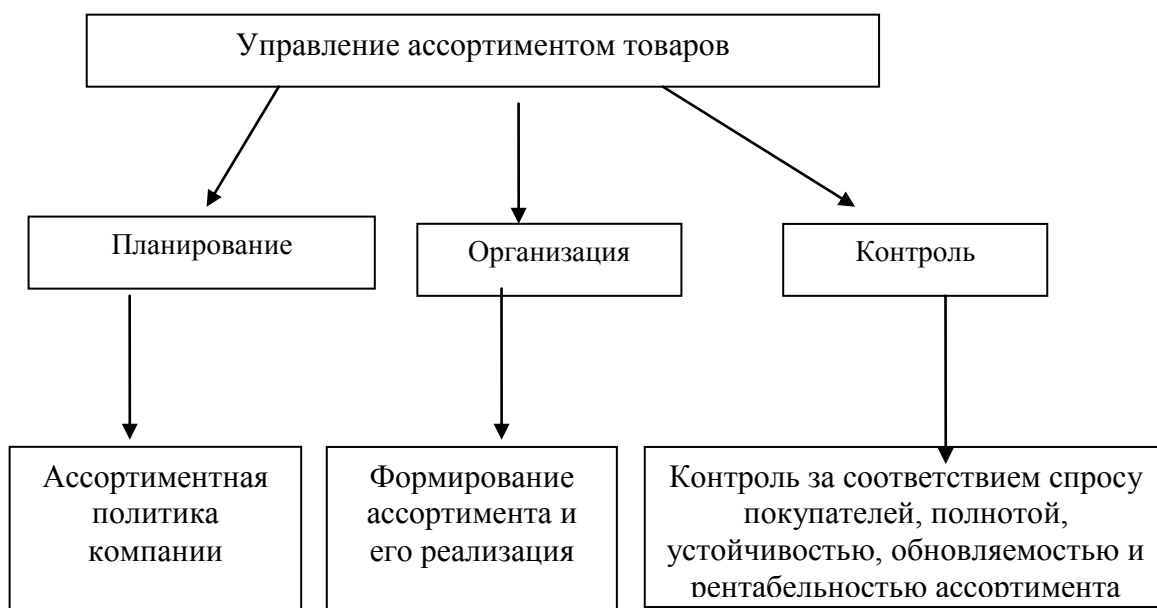 Управление ассортиментом товаров
Планирование
Организация
Контроль
Ассортиментная
политика
компании
Формирование
ассортимента и
его реализация
Контроль за соответствием спросу
покупателей, полнотой,
устойчивостью, обновляемостью и
рентабельностью ассортимента